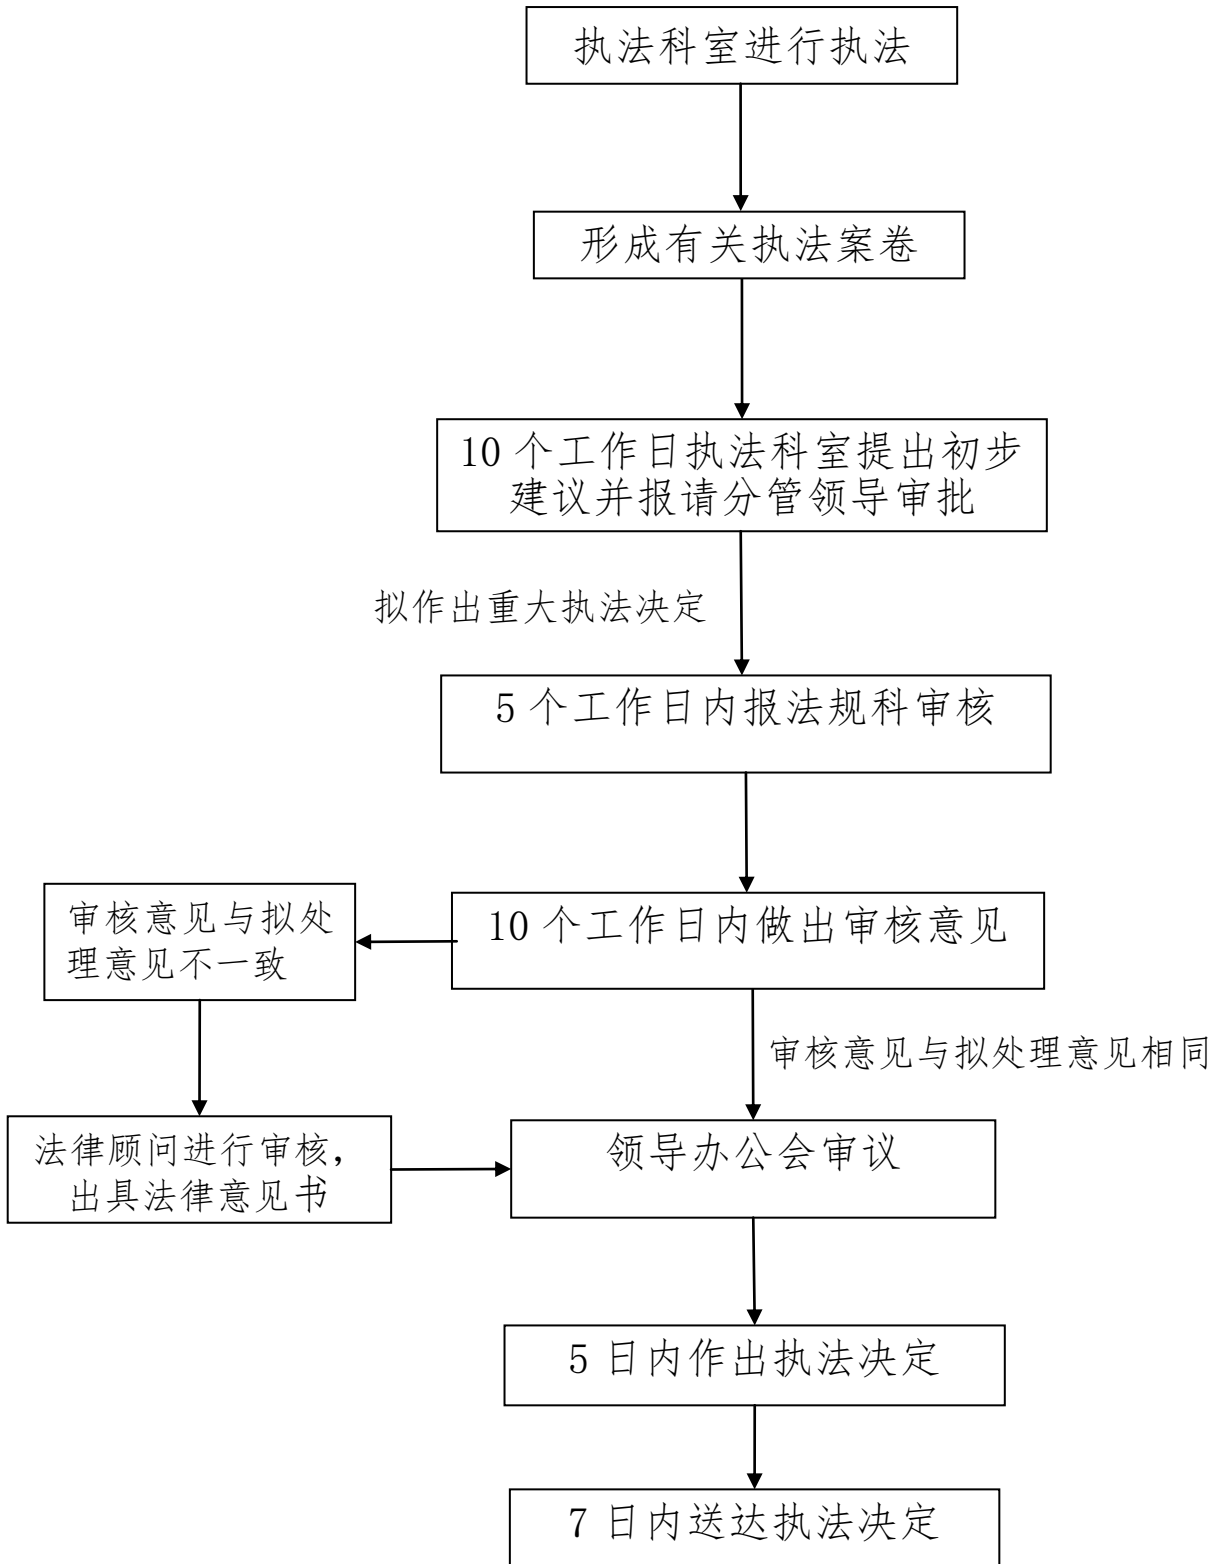 执法科室进行执法
形成有关执法案卷
10 个工作日执法科室提出初步
建议并报请分管领导审批
拟作出重大执法决定
5 个工作日内报法规科审核
10 个工作日内做出审核意见
审核意见与拟处
理意见不一致
审核意见与拟处理意见相同
法律顾问进行审核，
出具法律意见书
领导办公会审议
5 日内作出执法决定
7 日内送达执法决定